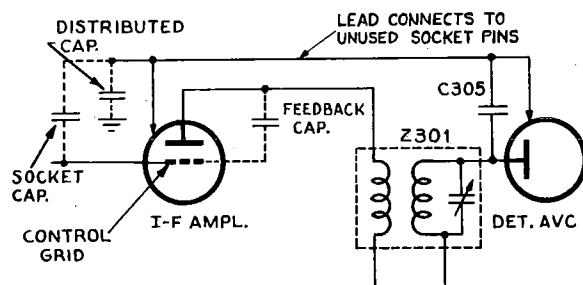 DISTRIBUTED
CAP.
LEAD CONNECTS TO
UNUSED SOCKET PINS
C305
FEEDBACK
CAP.
Z301
SOCKET
CAP.
I-F AMPL.
DET. AVC
CONTROL
GRID